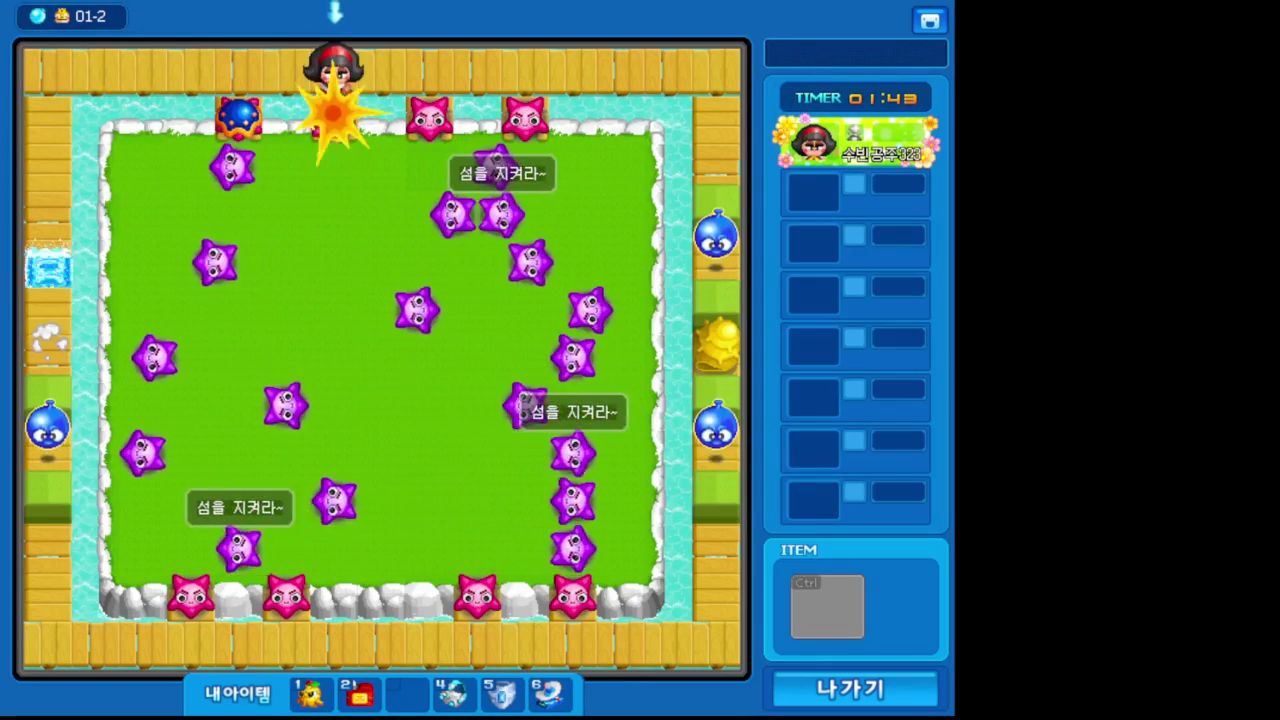 01-2
TIMER 01:43
수빈공주323
섬을 지켜라~
섬을 지켜라~
섬을 지켜라~
ITEM
Ctrl
내아이템
1
2
4
5
6
나가기